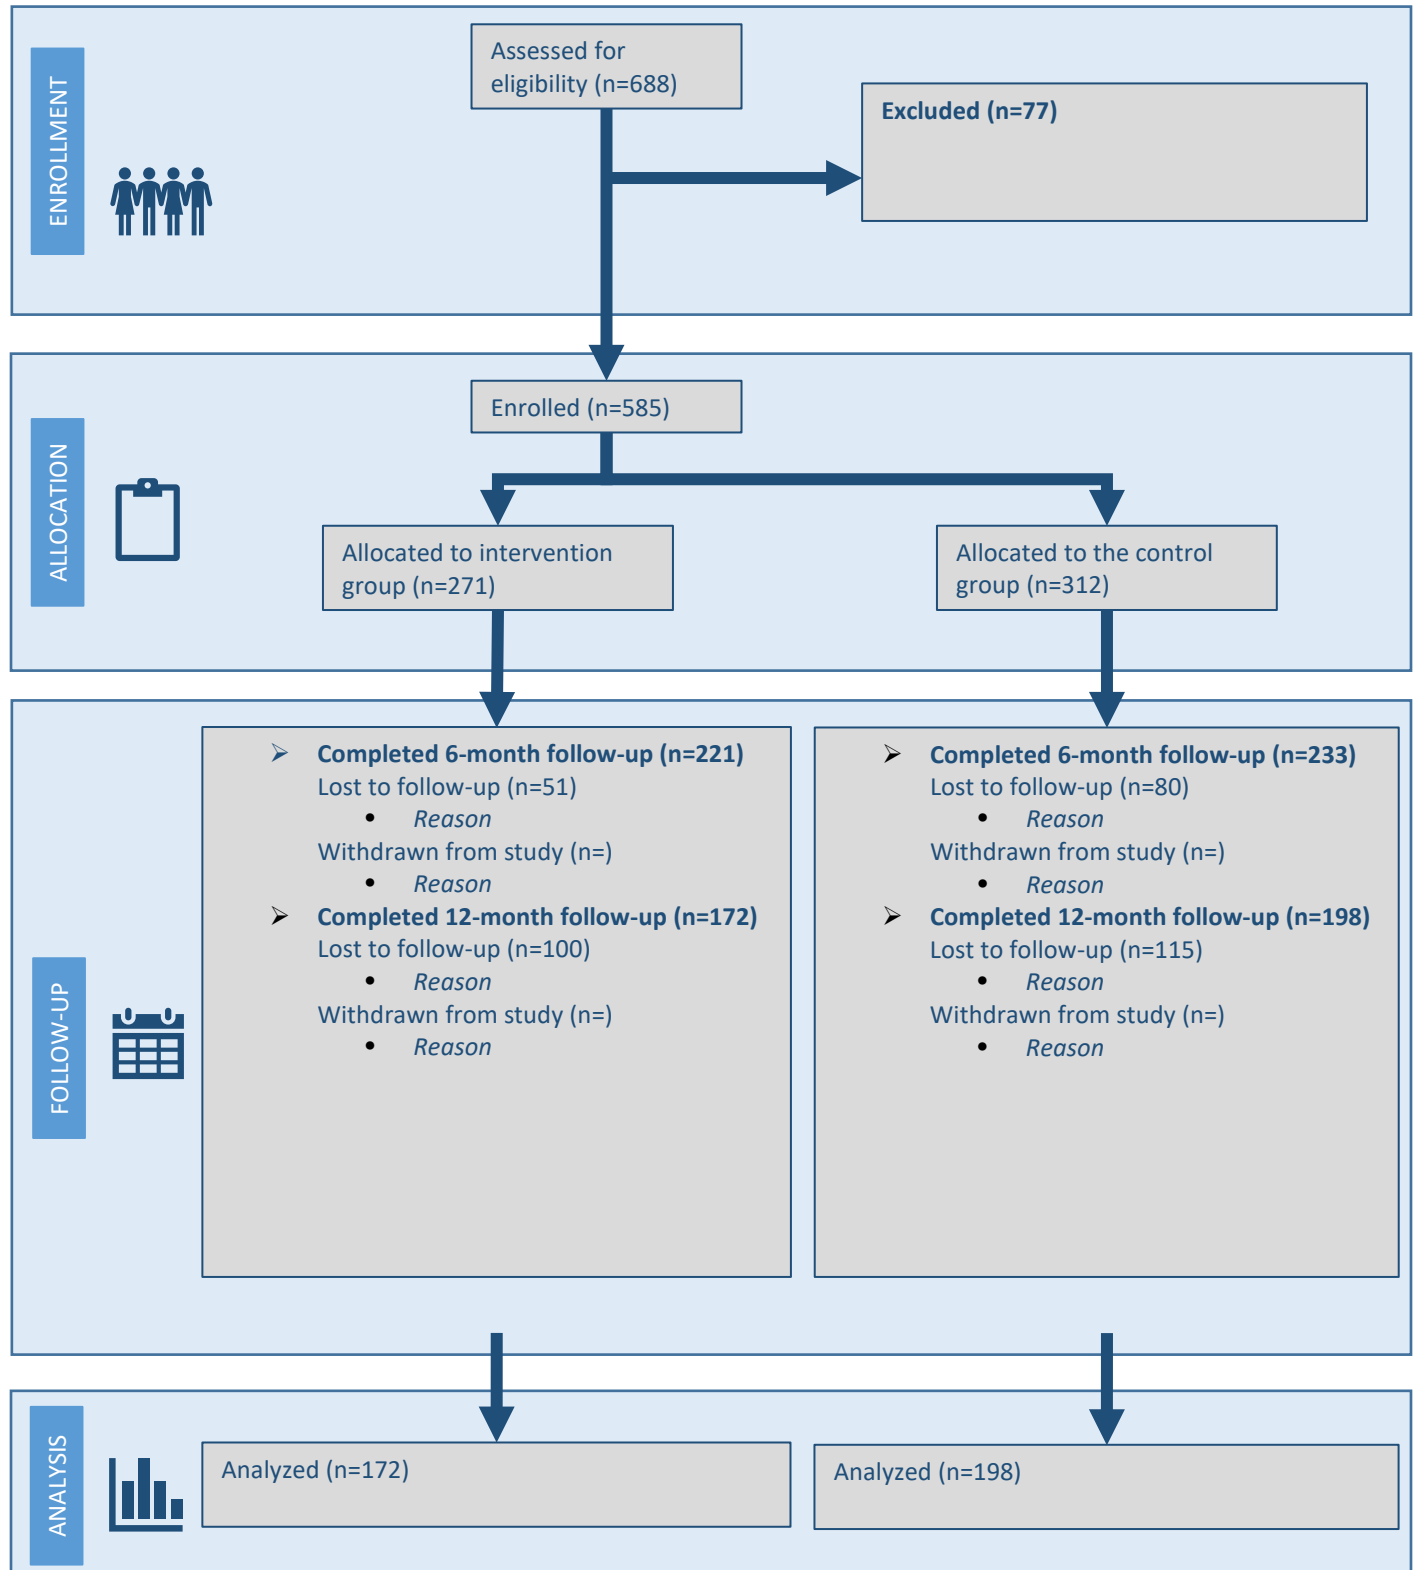 ENROLLMENT
Assessed for
eligibility (n=688)
Excluded (n=77)
ALLOCATION
Enrolled (n=585)
Allocated to intervention
group (n=271)
Allocated to the control
group (n=312)
FOLLOW-UP
➢ Completed 6-month follow-up (n=221)
Lost to follow-up (n=51)
• Reason
Withdrawn from study (n=)
• Reason
➢ Completed 12-month follow-up (n=172)
Lost to follow-up (n=100)
• Reason
Withdrawn from study (n=)
• Reason
➢ Completed 6-month follow-up (n=233)
Lost to follow-up (n=80)
• Reason
Withdrawn from study (n=)
• Reason
➢ Completed 12-month follow-up (n=198)
Lost to follow-up (n=115)
• Reason
Withdrawn from study (n=)
• Reason
ANALYSIS
Analyzed (n=172)
Analyzed (n=198)